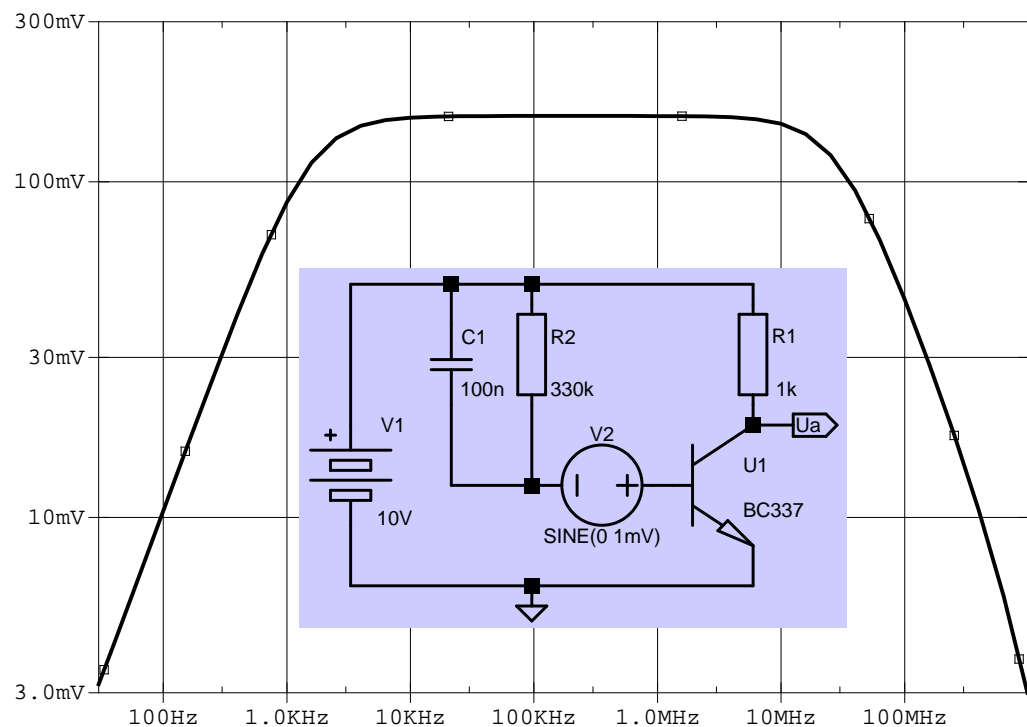 300mV
100mV
30mV
10mV
3.0mV
C1
R2
R1
100n
330k
1k
Ua
V1
V2
U1
+
10V
BC337
SINE(0 1mV)
100Hz
1.0KHz
10KHz
100KHz
1.0MHz
10MHz
100MHz